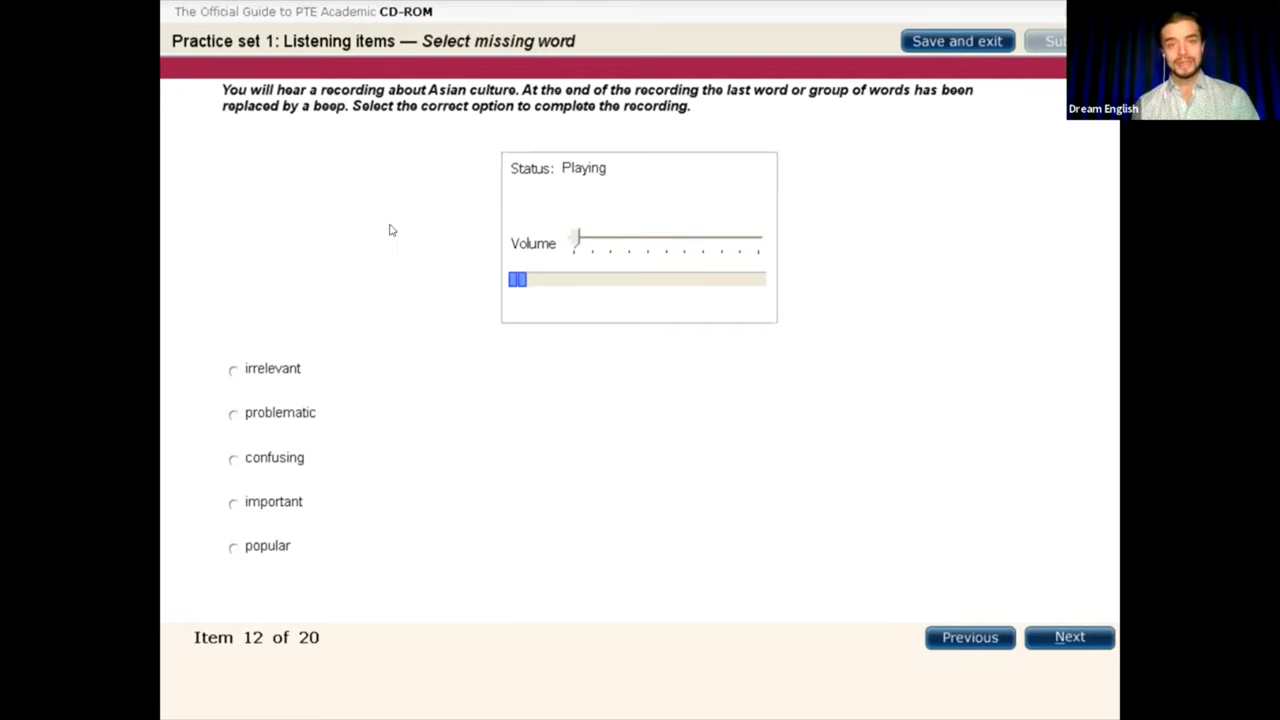 The Official Guide to PTE Academic CD-ROM
Practice set 1: Listening items — Select missing word
Save and exit
Su
Dream English
You will hear a recording about Asian culture. At the end of the recording the last word or group of words has been
replaced by a beep. Select the correct option to complete the recording.
Status: Playing
Volume
irrelevant
problematic
confusing
important
popular
Item 12 of 20
Previous
Next